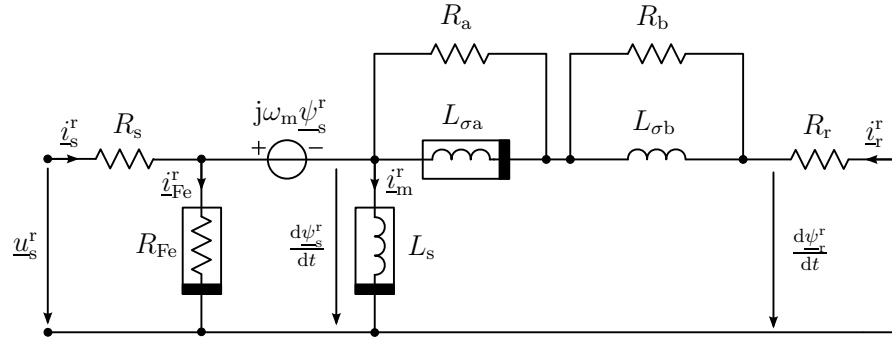 R_a
R_b
jω_m ψ_s^r
L_σa
L_σb
i_s^r
R_s
+
−
R_r
i_r^r
i_Fe^r
i_m^r
u_s^r
R_Fe
dψ_s^r/dt
L_s
dψ_r^r/dt